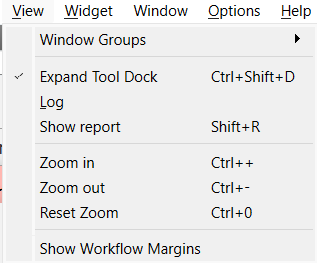 View Widget Window Options Help
Window Groups
Expand Tool Dock Ctrl+Shift+D
Log
Show report Shift+R
Zoom in Ctrl++
Zoom out Ctrl+-
Reset Zoom Ctrl+0
Show Workflow Margins